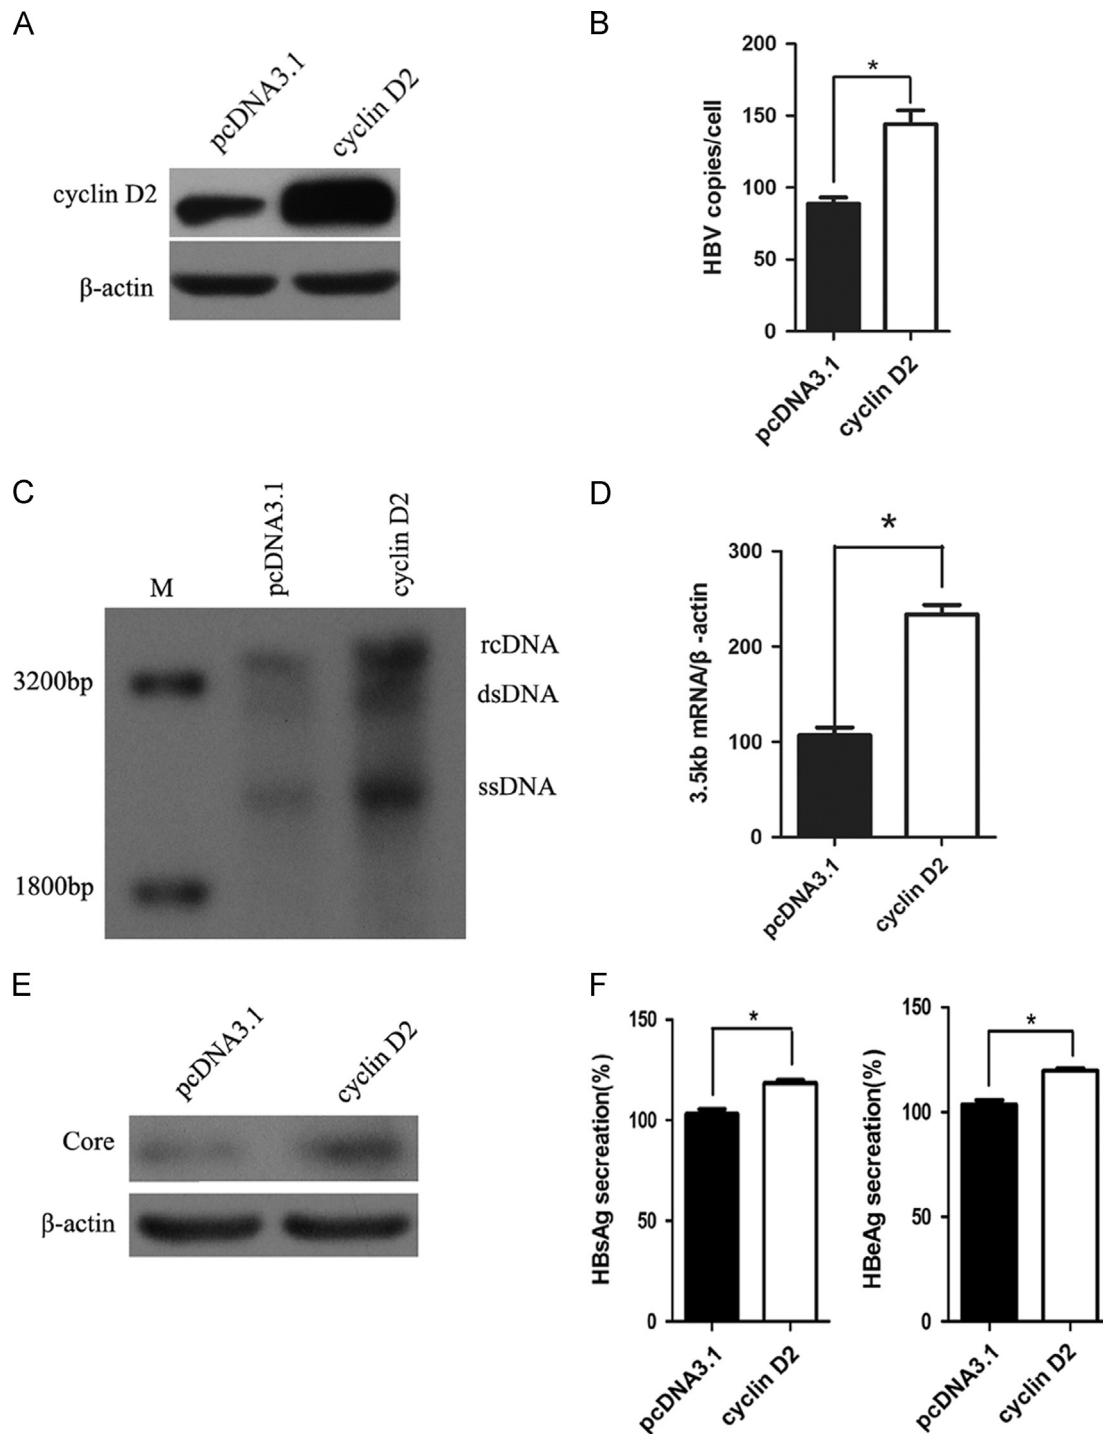 A
pcDNA3.1
cyclin D2
cyclin D2
β-actin
B
200
150
100
50
0
HBV copies/cell
*
pcDNA3.1
cyclin D2
C
M
pcDNA3.1
cyclin D2
3200bp
1800bp
rcDNA
dsDNA
ssDNA
D
300
200
100
0
3.5kb mRNA/β -actin
*
pcDNA3.1
cyclin D2
E
pcDNA3.1
cyclin D2
Core
β-actin
F
150
100
50
0
HBsAg secreation(%)
*
pcDNA3.1
cyclin D2
150
100
50
0
HBeAg secreation(%)
*
pcDNA3.1
cyclin D2